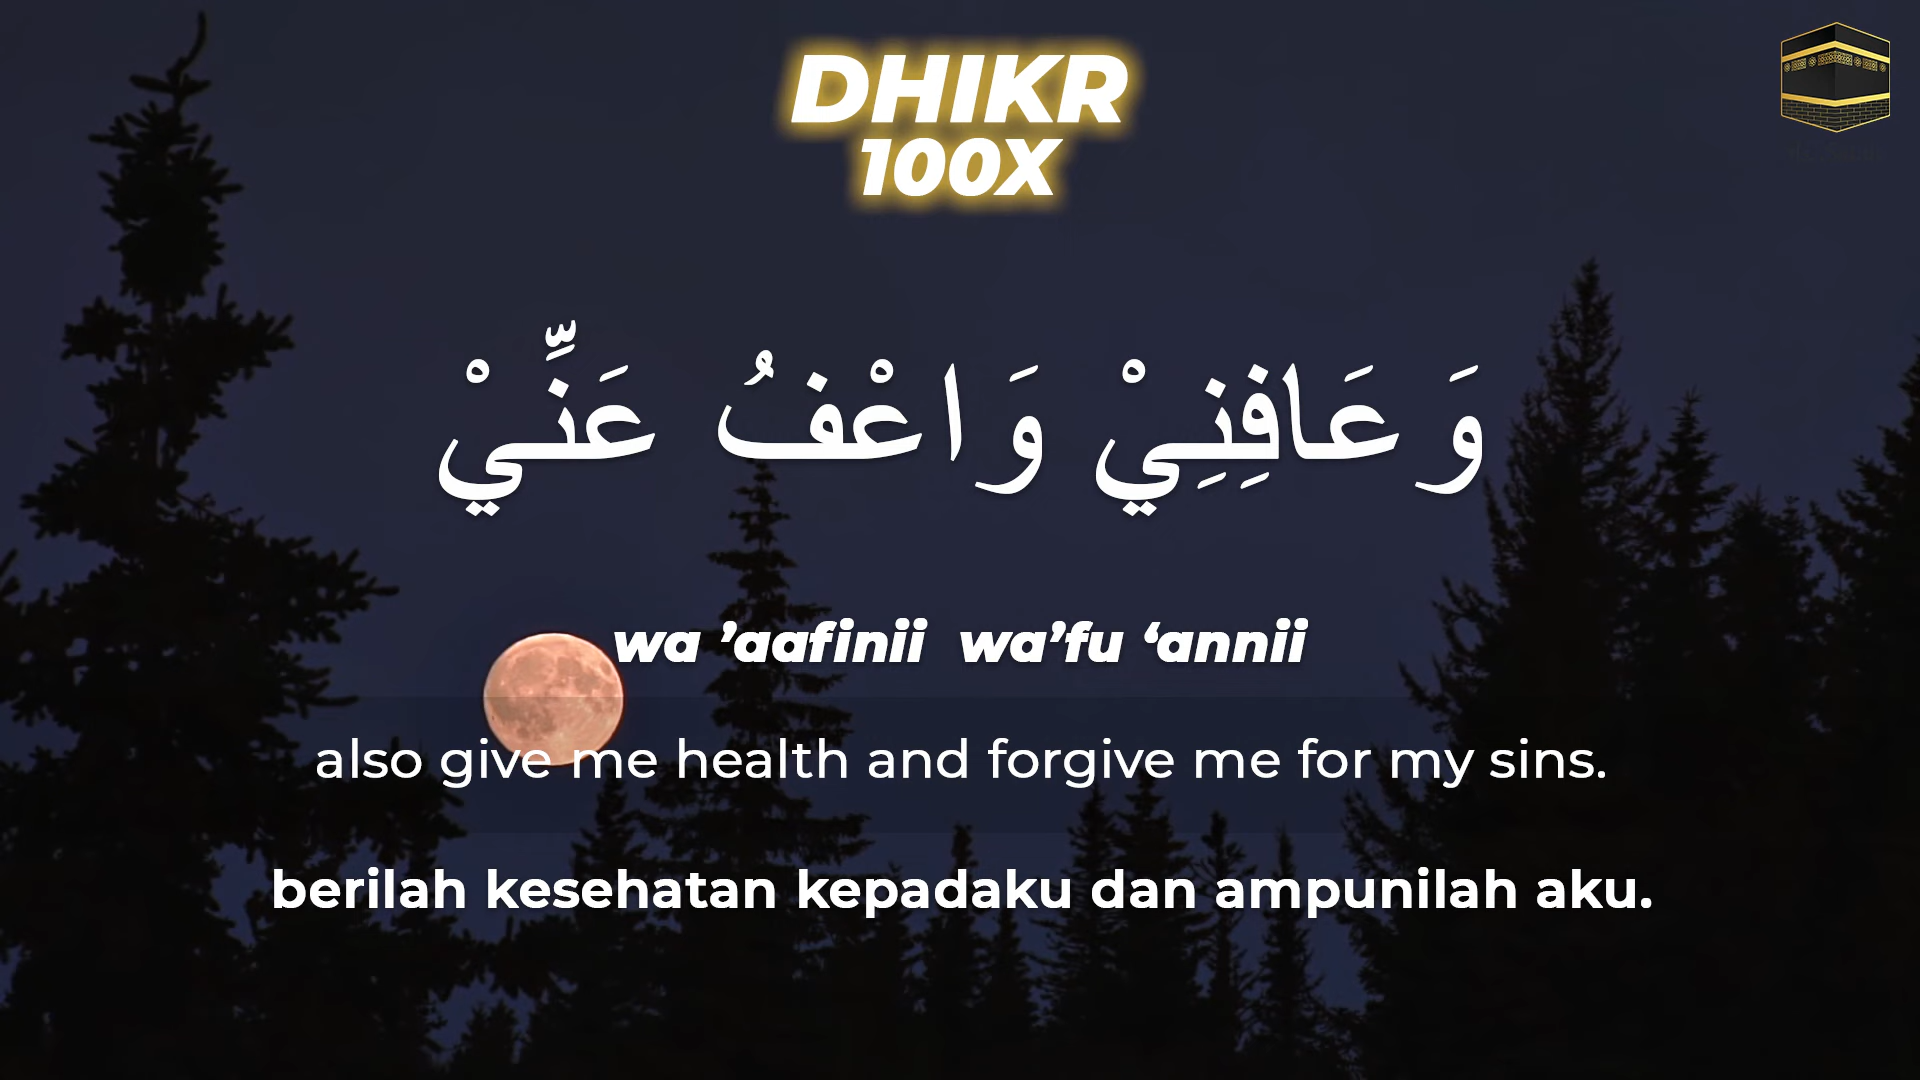 DHIKR
100X
وَعَافِنِيْ وَاعْفُ عَنِّيْ
wa ’aafinii wa’fu ‘annii
also give me health and forgive me for my sins.
berilah kesehatan kepadaku dan ampunilah aku.